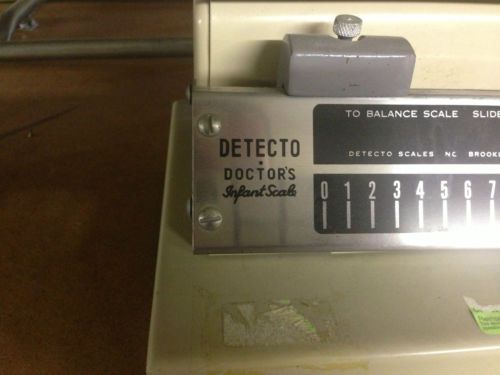 TO BALANCE SCALE SLIDE
DETECTO
DOCTOR'S
Infant Scale
DETECTO SCALES INC BROOKL
0 1 2 3 4 5 6 7